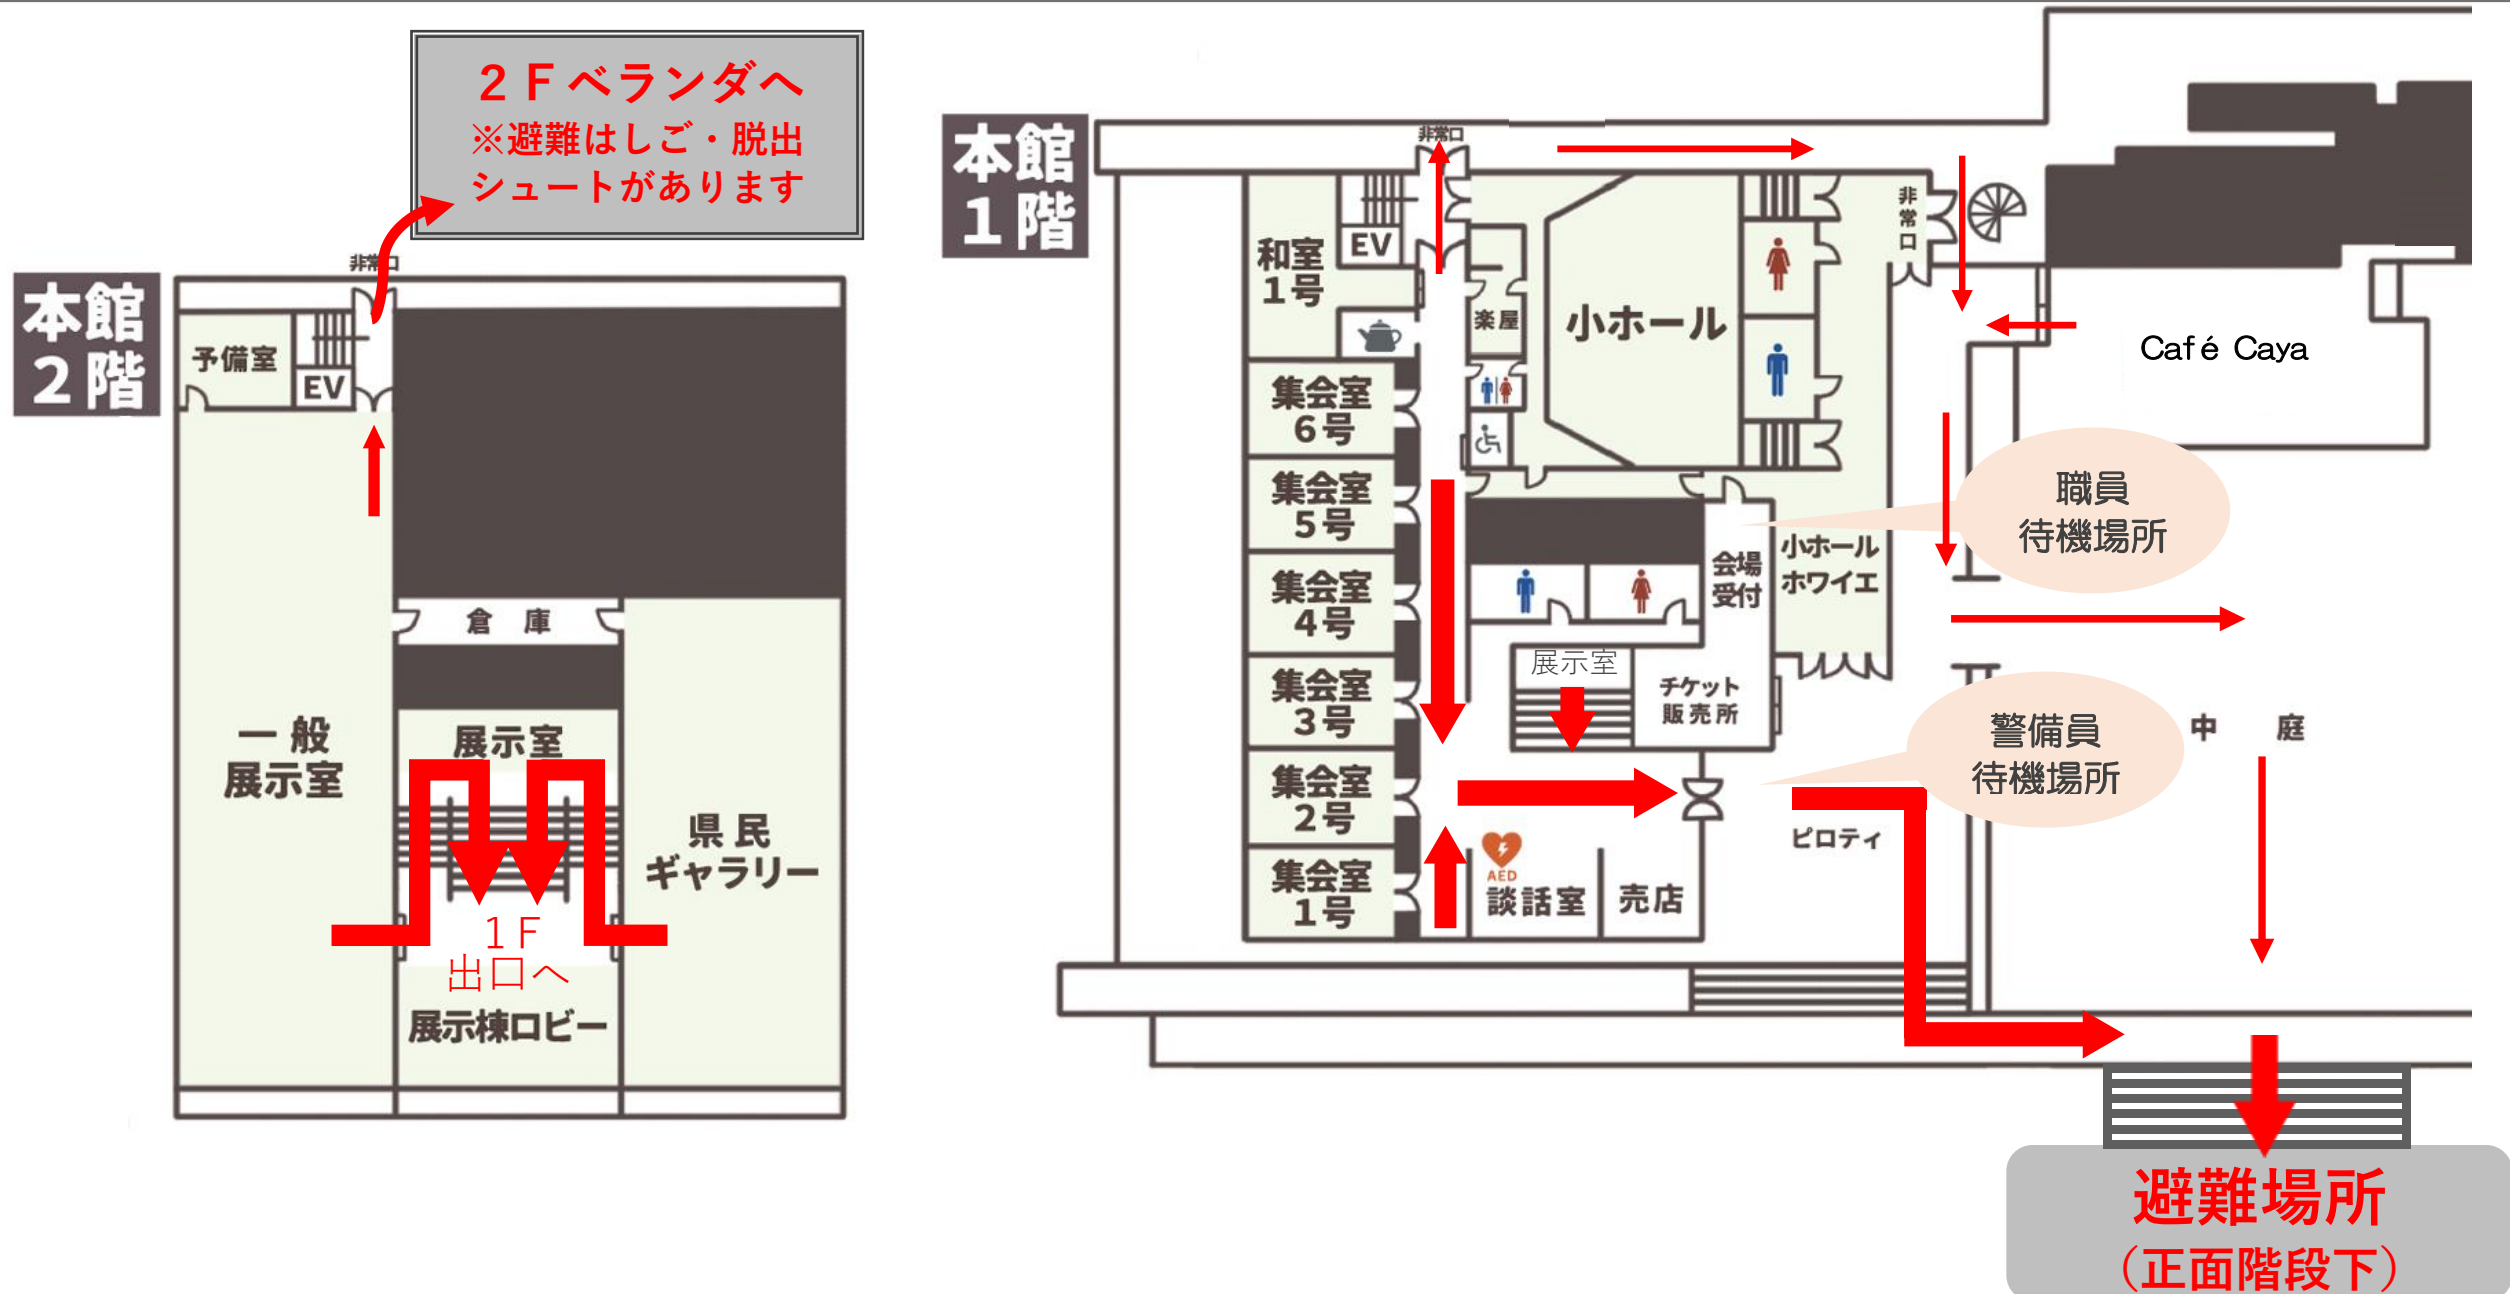 ２Ｆベランダへ
※避難はしご・脱出
シュートがあります
本館
２階
非常口
予備室
EV
倉 庫
一般
展示室
展示室
県民
ギャラリー
１Ｆ
出口へ
展示棟ロビー
本館
１階
非常口
和室
１号
EV
楽屋
小ホール
非常口
Café Caya
集会室
６号
集会室
５号
集会室
４号
集会室
３号
集会室
２号
集会室
１号
職員
待機場所
会場
受付
小ホール
ホワイエ
展示室
チケット
販売所
警備員
待機場所
中 庭
ピロティ
AED
談話室
売店
避難場所
（正面階段下）